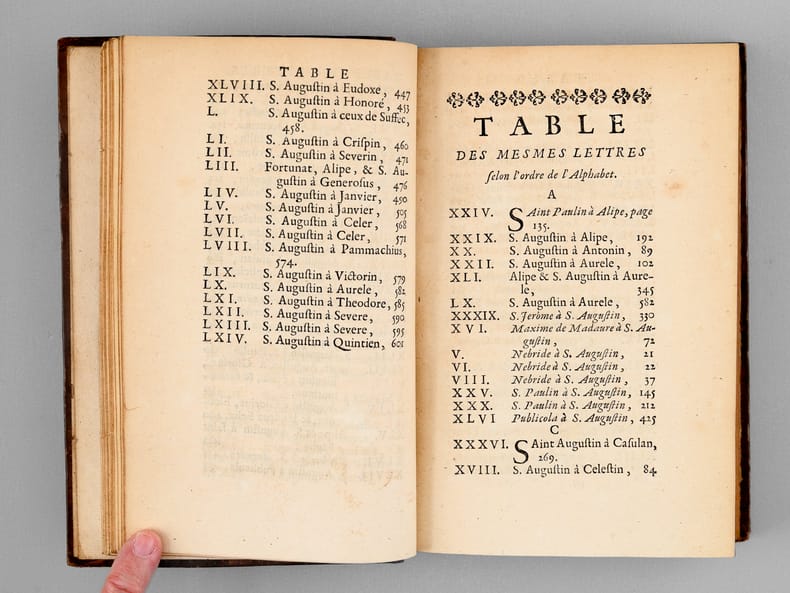 TABLE
XLVIII. S. Auguſtin à Eudoxe, 447
XLIX. S. Auguſtin à Honoré, 453
L. S. Auguſtin à ceux de Suffec,
458.
LI. S. Auguſtin à Criſpin, 460
LII. S. Auguſtin à Severin, 471
LIII. Fortunat, Alipe, & S. Au-
guſtin à Generoſus, 476
LIV. S. Auguſtin à Janvier, 490
LV. S. Auguſtin à Janvier, 505
LVI. S. Auguſtin à Celer, 568
LVII. S. Auguſtin à Celer, 571
LVIII. S. Auguſtin à Pammachius,
574.
LIX. S. Auguſtin à Victorin, 579
LX. S. Auguſtin à Aurele, 582
LXI. S. Auguſtin à Theodore, 585
LXII. S. Auguſtin à Severe, 590
LXIII. S. Auguſtin à Severe, 595
LXIV. S. Auguſtin à Quintien, 601
TABLE
DES MESMES LETTRES
ſelon l'ordre de l'Alphabet.
A
XXIV. SAint Paulin à Alipe, page
135.
XXIX. S. Auguſtin à Alipe, 192
XX. S. Auguſtin à Antonin, 89
XXII. S. Auguſtin à Aurele, 102
XLI. Alipe & S. Auguſtin à Aure-
le, 345
LX. S. Auguſtin à Aurele, 582
XXXIX. S. Jerôme à S. Auguſtin, 330
XVI. Maxime de Madaure à S. Au-
guſtin, 72
V. Nebride à S. Auguſtin, 21
VI. Nebride à S. Auguſtin, 22
VIII. Nebride à S. Auguſtin, 37
XXV. S. Paulin à S. Auguſtin, 145
XXX. S. Paulin à S. Auguſtin, 212
XLVI Publicola à S. Auguſtin, 425
C
XXXVI. SAint Auguſtin à Caſulan,
269.
XVIII. S. Auguſtin à Celeſtin, 84